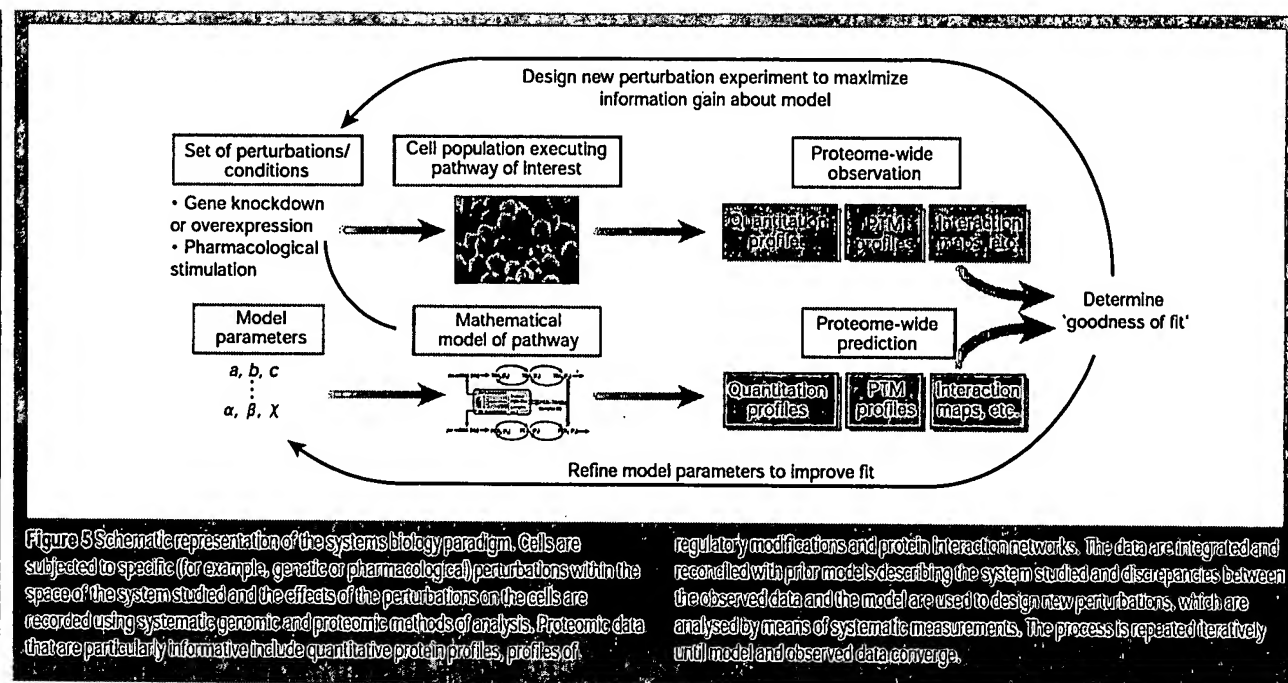 Design new perturbation experiment to maximize
information gain about model
Set of perturbations/
conditions
Cell population executing
pathway of interest
Proteome-wide
observation
• Gene knockdown
or overexpression
• Pharmacological
stimulation
Quantitation
profiles
PTM
profiles
Interaction
maps, etc.
Determine
'goodness of fit'
Model
parameters
Mathematical
model of pathway
Proteome-wide
prediction
a, b, c
α, β, χ
Quantitation
profiles
PTM
profiles
Interaction
maps, etc.
Refine model parameters to improve fit
Figure 5 Schematic representation of the systems biology paradigm. Cells are
subjected to specific (for example, genetic or pharmacological) perturbations within the
space of the system studied and the effects of the perturbations on the cells are
recorded using systematic genomic and proteomic methods of analysis. Proteomic data
that are particularly informative include quantitative protein profiles, profiles of
regulatory modifications and protein interaction networks. The data are integrated and
reconciled with prior models describing the system studied and discrepancies between
the observed data and the model are used to design new perturbations, which are
analysed by means of systematic measurements. The process is repeated iteratively
until model and observed data converge.